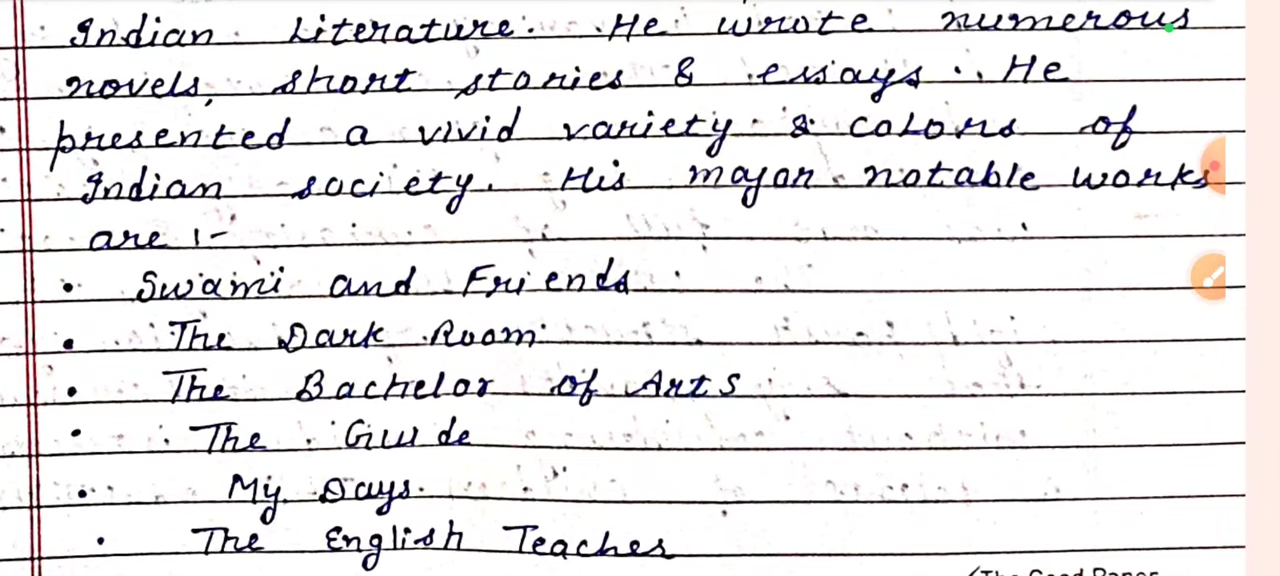 Indian Literature. He wrote numerous
novels, short stories & essays. He
presented a vivid variety & colors of
Indian society. His major notable works
are :-
• Swami and Friends
• The Dark Room
• The Bachelor of Arts
• The Guide
• My Days.
• The English Teacher